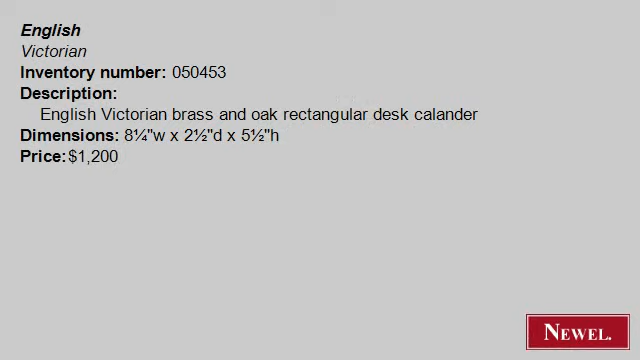 English
Victorian
Inventory number: 050453
Description:
English Victorian brass and oak rectangular desk calander
Dimensions: 8¼"w x 2½"d x 5½"h
Price:$1,200
NEWEL.